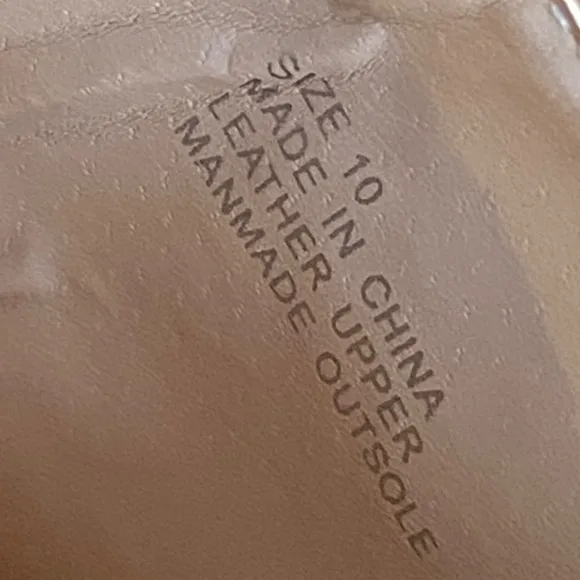 SIZE 10
MADE IN CHINA
LEATHER UPPER
MANMADE OUTSOLE